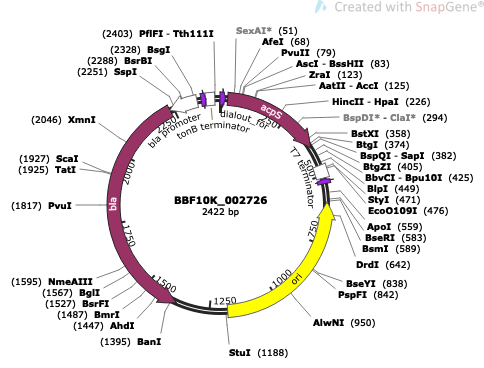 Created with SnapGene®
(2403) PflFI - Tth111I
(2328) BsgI
(2288) BsrBI
(2251) SspI
SexAI* (51)
AfeI (68)
PvuII (79)
AscI - BssHII (83)
ZraI (123)
AatII - AccI (125)
HincII - HpaI (226)
BspDI* - ClaI* (294)
BstXI (358)
BtgI (374)
BspQI - SapI (382)
BtgZI (405)
BbvCI - Bpu10I (425)
BlpI (449)
StyI (471)
EcoO109I (476)
ApoI (559)
BseRI (583)
BsmI (589)
DrdI (642)
BseYI (838)
PspFI (842)
AlwNI (950)
StuI (1188)
(2046) XmnI
(1927) ScaI
(1925) TatI
(1817) PvuI
(1595) NmeAIII
(1567) BglI
(1527) BsrFI
(1487) BmrI
(1447) AhdI
(1395) BanI
bla promoter
tonB terminator
dialout_for
acpS
T7 terminator
bla
ori
250
500
750
1000
1250
1500
1750
2000
2250
BBF10K_002726
2422 bp